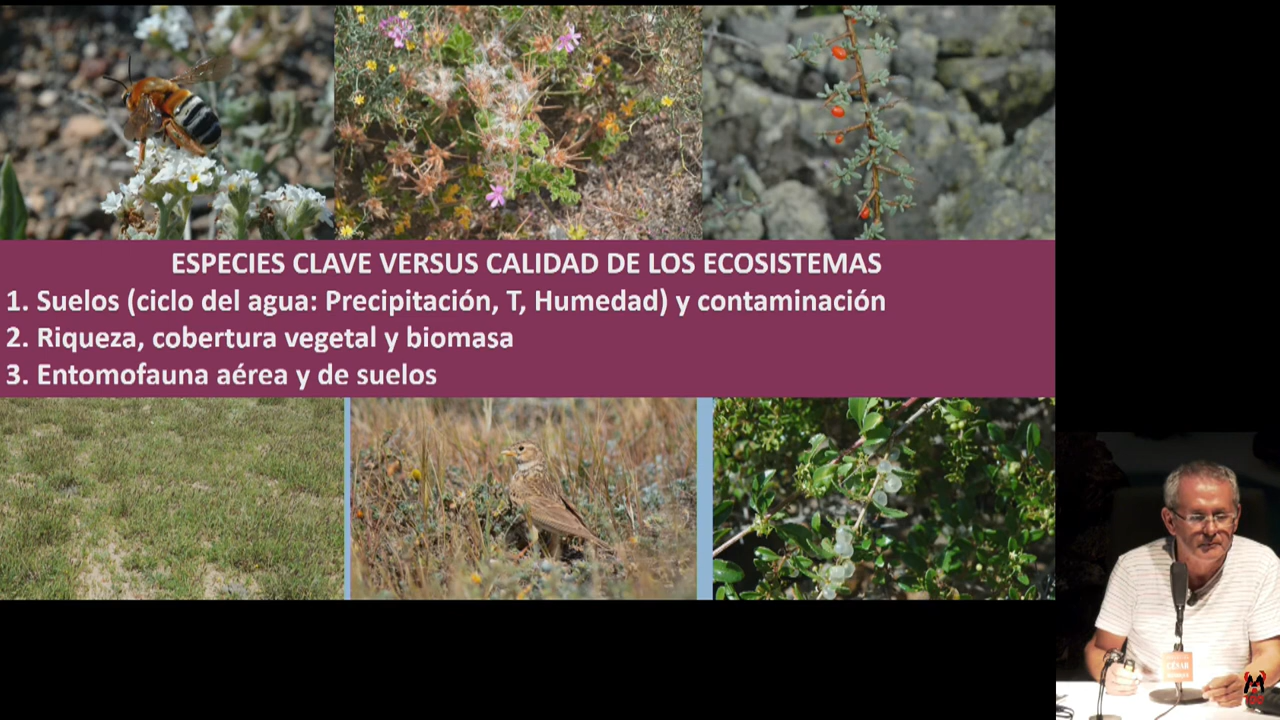 ESPECIES CLAVE VERSUS CALIDAD DE LOS ECOSISTEMAS
1. Suelos (ciclo del agua: Precipitación, T, Humedad) y contaminación
2. Riqueza, cobertura vegetal y biomasa
3. Entomofauna aérea y de suelos
CÉSAR